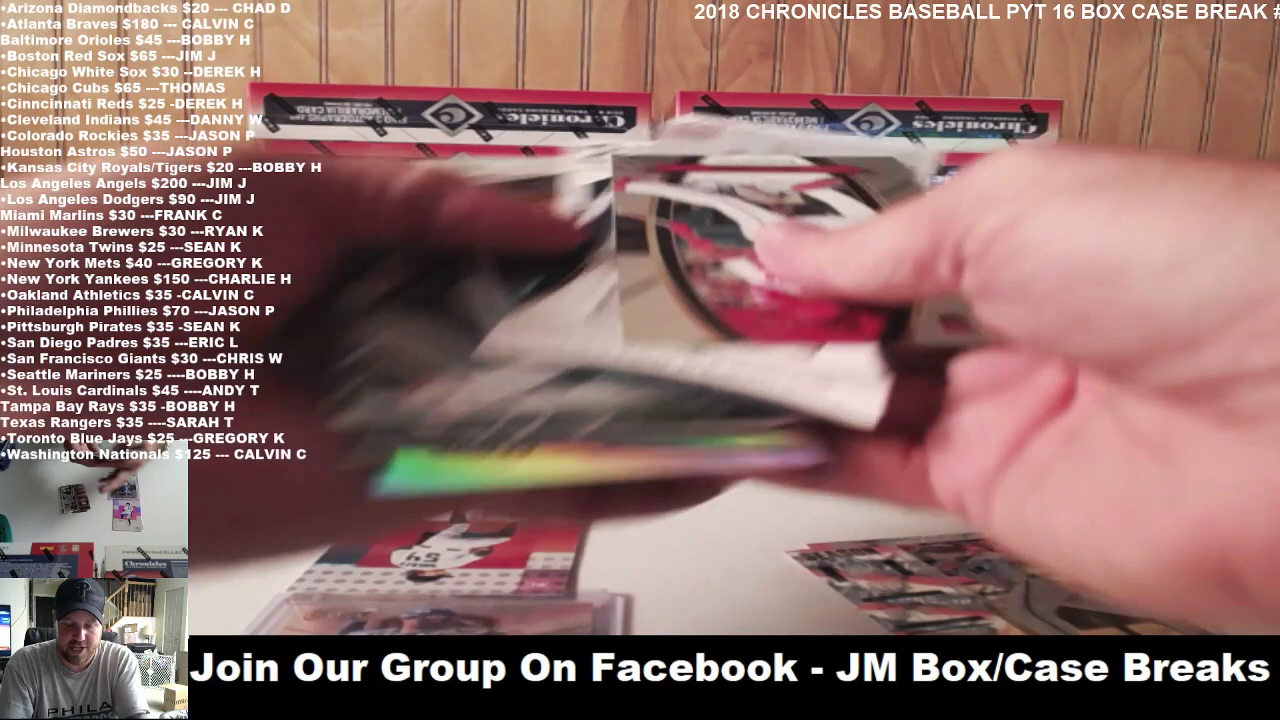 •Arizona Diamondbacks $20 --- CHAD D
•Atlanta Braves $180 --- CALVIN C
Baltimore Orioles $45 ---BOBBY H
•Boston Red Sox $65 ---JIM J
•Chicago White Sox $30 --DEREK H
•Chicago Cubs $65 ---THOMAS
•Cinncinnati Reds $25 -DEREK H
•Cleveland Indians $45 ---DANNY W
•Colorado Rockies $35 ---JASON P
Houston Astros $50 ---JASON P
•Kansas City Royals/Tigers $20 ---BOBBY H
Los Angeles Angels $200 ---JIM J
•Los Angeles Dodgers $90 ---JIM J
Miami Marlins $30 ---FRANK C
•Milwaukee Brewers $30 ---RYAN K
•Minnesota Twins $25 ---SEAN K
•New York Mets $40 ---GREGORY K
•New York Yankees $150 ---CHARLIE H
•Oakland Athletics $35 -CALVIN C
•Philadelphia Phillies $70 ---JASON P
•Pittsburgh Pirates $35 -SEAN K
•San Diego Padres $35 ---ERIC L
•San Francisco Giants $30 ---CHRIS W
•Seattle Mariners $25 ----BOBBY H
•St. Louis Cardinals $45 ----ANDY T
Tampa Bay Rays $35 -BOBBY H
Texas Rangers $35 ----SARAH T
•Toronto Blue Jays $25 ---GREGORY K
•Washington Nationals $125 --- CALVIN C
2018 CHRONICLES BASEBALL PYT 16 BOX CASE BREAK #
Chronicles
Chronicles
Chronicles
54
PHILA
Join Our Group On Facebook - JM Box/Case Breaks